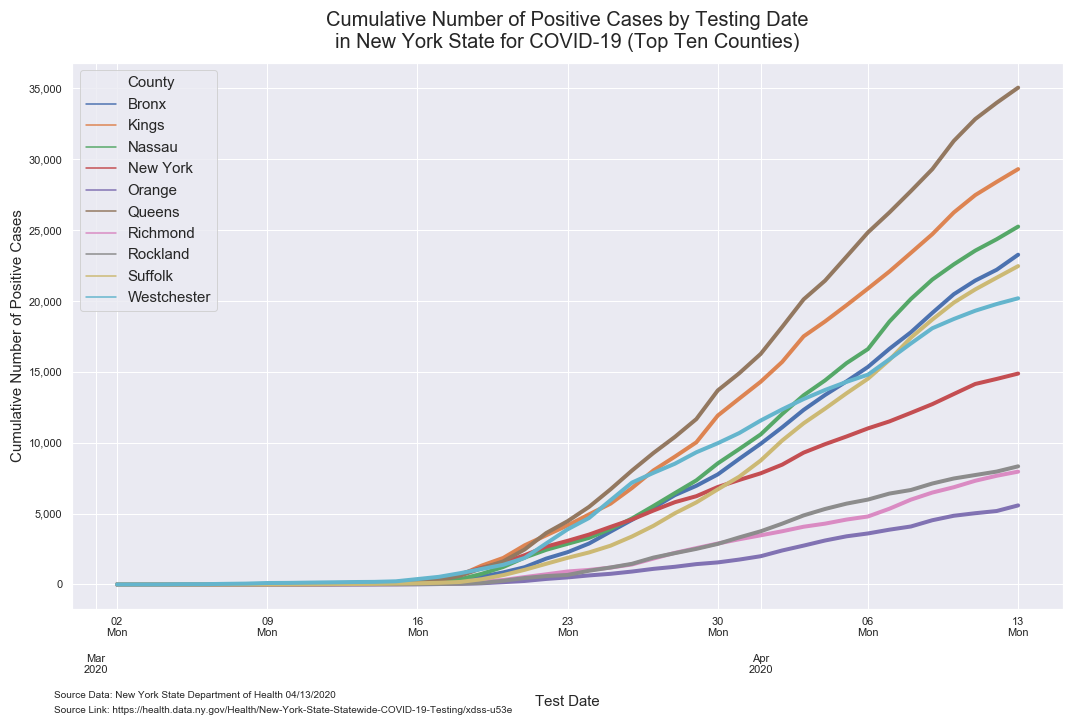 Cumulative Number of Positive Cases by Testing Date
in New York State for COVID-19 (Top Ten Counties)
County
Bronx
Kings
Nassau
New York
Orange
Queens
Richmond
Rockland
Suffolk
Westchester
Cumulative Number of Positive Cases
35,000
30,000
25,000
20,000
15,000
10,000
5,000
0
02 09 16 23 30 06 13
Mon Mon Mon Mon Mon Mon Mon
Mar Apr
2020 2020
Test Date
Source Data: New York State Department of Health 04/13/2020
Source Link: https://health.data.ny.gov/Health/New-York-State-Statewide-COVID-19-Testing/xdss-u53e